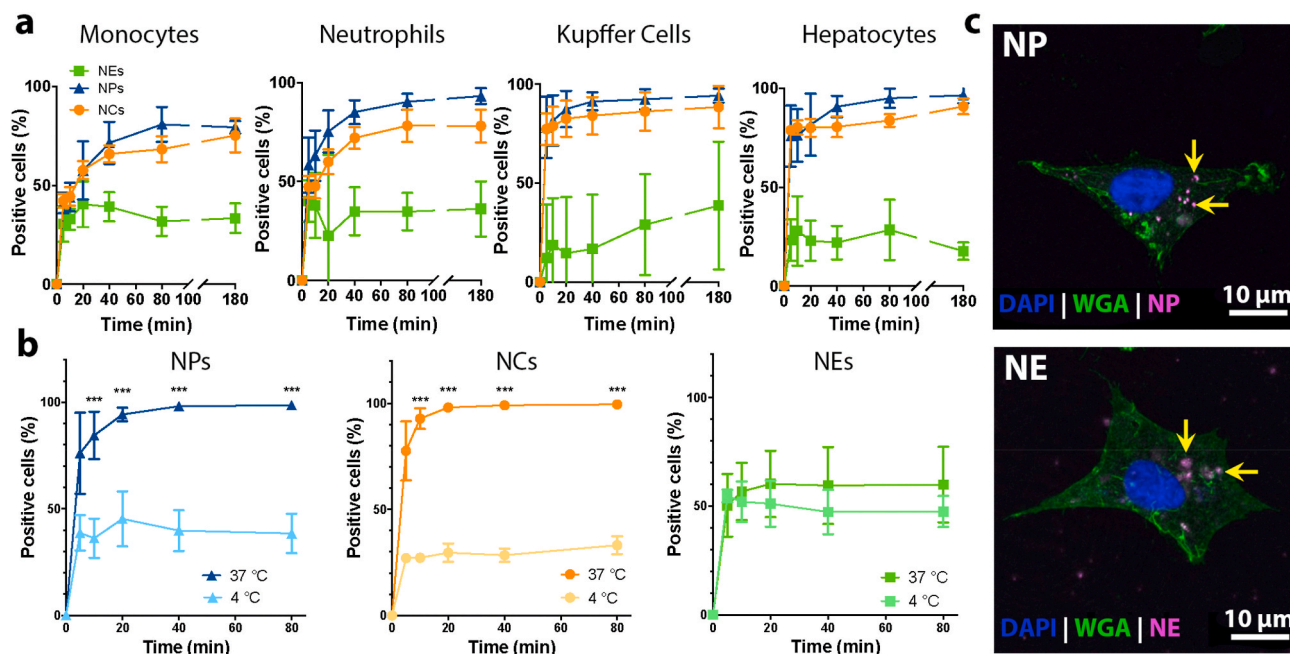 a
Monocytes
Neutrophils
Kupffer Cells
Hepatocytes
NEs
NPs
NCs
Positive cells (%)
100
50
0
0 20 40 60 80 100 180
Time (min)
Positive cells (%)
100
50
0
0 20 40 60 80 100 180
Time (min)
Positive cells (%)
100
50
0
0 20 40 60 80 100 180
Time (min)
Positive cells (%)
100
50
0
0 20 40 60 80 100 180
Time (min)
b
NPs
Positive cells (%)
100
50
0
*** *** *** ***
37 °C
4 °C
0 20 40 60 80
Time (min)
NCs
Positive cells (%)
100
50
0
*** *** *** ***
37 °C
4 °C
0 20 40 60 80
Time (min)
NEs
Positive cells (%)
100
50
0
37 °C
4 °C
0 20 40 60 80
Time (min)
c
NP
DAPI | WGA | NP
10 µm
NE
DAPI | WGA | NE
10 µm